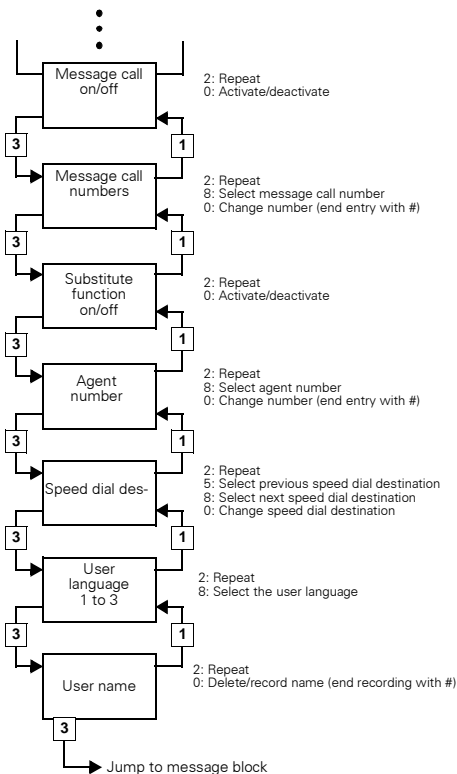 Message call
on/off
2: Repeat
0: Activate/deactivate
3
1
Message call
numbers
2: Repeat
8: Select message call number
0: Change number (end entry with #)
3
1
Substitute
function
on/off
2: Repeat
0: Activate/deactivate
3
1
Agent
number
2: Repeat
8: Select agent number
0: Change number (end entry with #)
3
1
Speed dial des-
2: Repeat
5: Select previous speed dial destination
8: Select next speed dial destination
0: Change speed dial destination
3
1
User
language
1 to 3
2: Repeat
8: Select the user language
3
1
User name
2: Repeat
0: Delete/record name (end recording with #)
3
Jump to message block